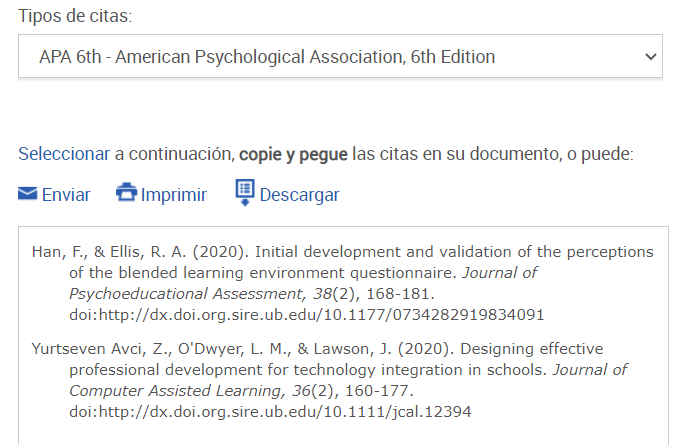 Tipos de citas:
APA 6th - American Psychological Association, 6th Edition
Seleccionar a continuación, copie y pegue las citas en su documento, o puede:
Enviar Imprimir Descargar
Han, F., & Ellis, R. A. (2020). Initial development and validation of the perceptions
of the blended learning environment questionnaire. Journal of
Psychoeducational Assessment, 38(2), 168-181.
doi:http://dx.doi.org.sire.ub.edu/10.1177/0734282919834091
Yurtseven Avci, Z., O'Dwyer, L. M., & Lawson, J. (2020). Designing effective
professional development for technology integration in schools. Journal of
Computer Assisted Learning, 36(2), 160-177.
doi:http://dx.doi.org.sire.ub.edu/10.1111/jcal.12394